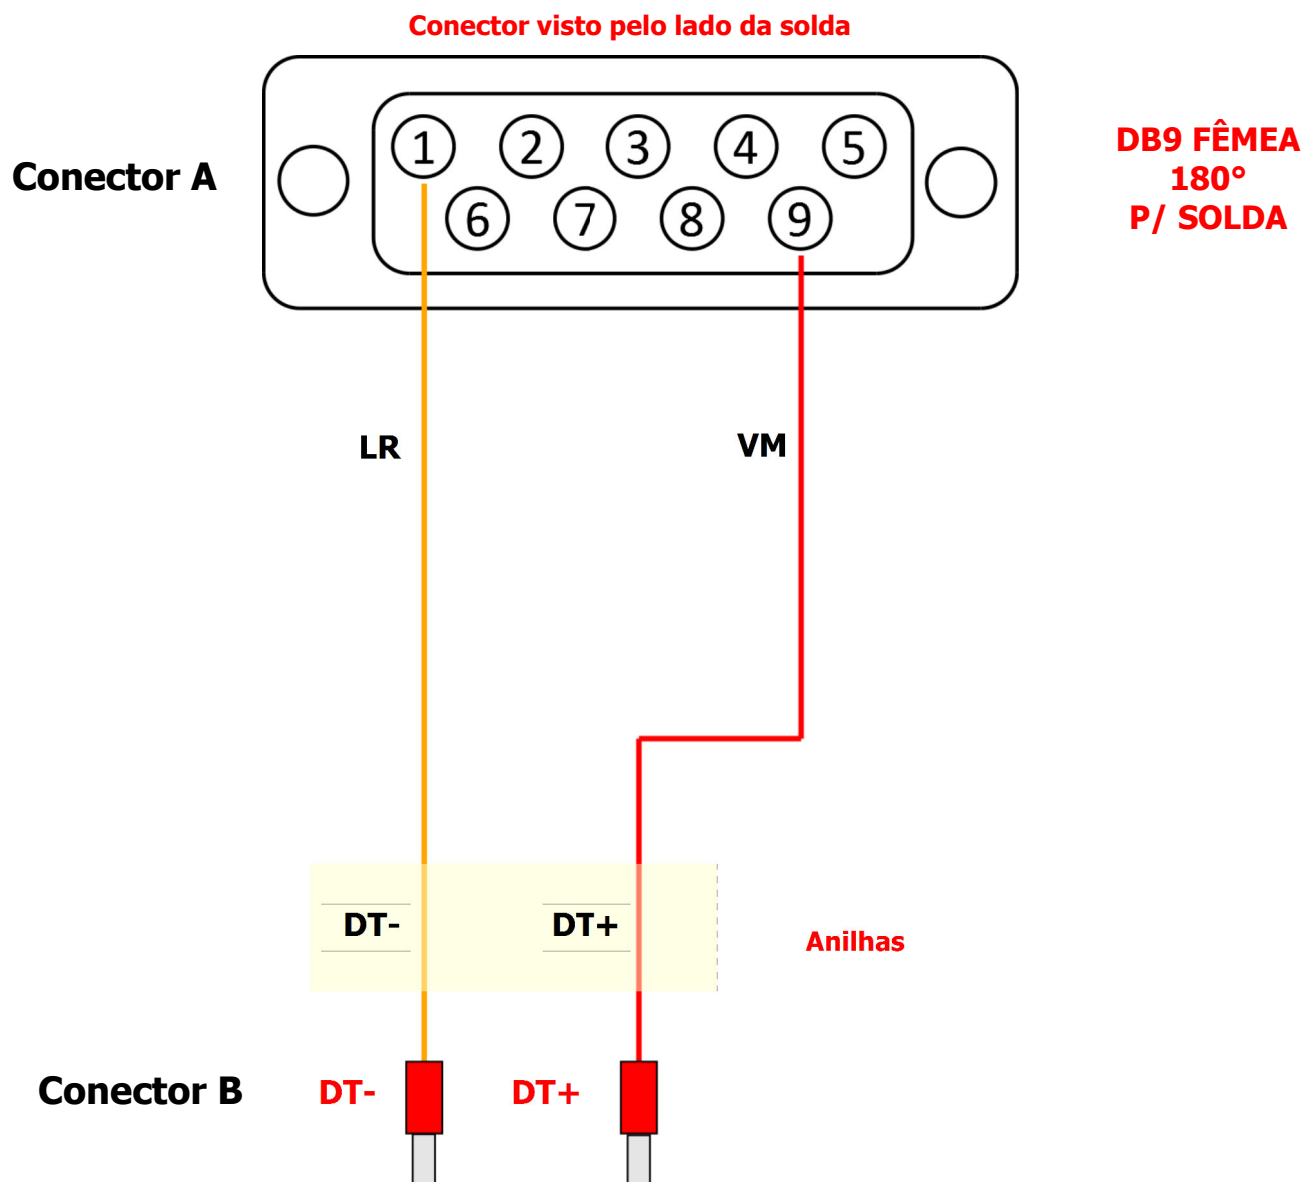 Conector visto pelo lado da solda
Conector A
1 2 3 4 5
6 7 8 9
DB9 FÊMEA
180°
P/ SOLDA
LR
VM
DT-
DT+
Anilhas
Conector B
DT-
DT+